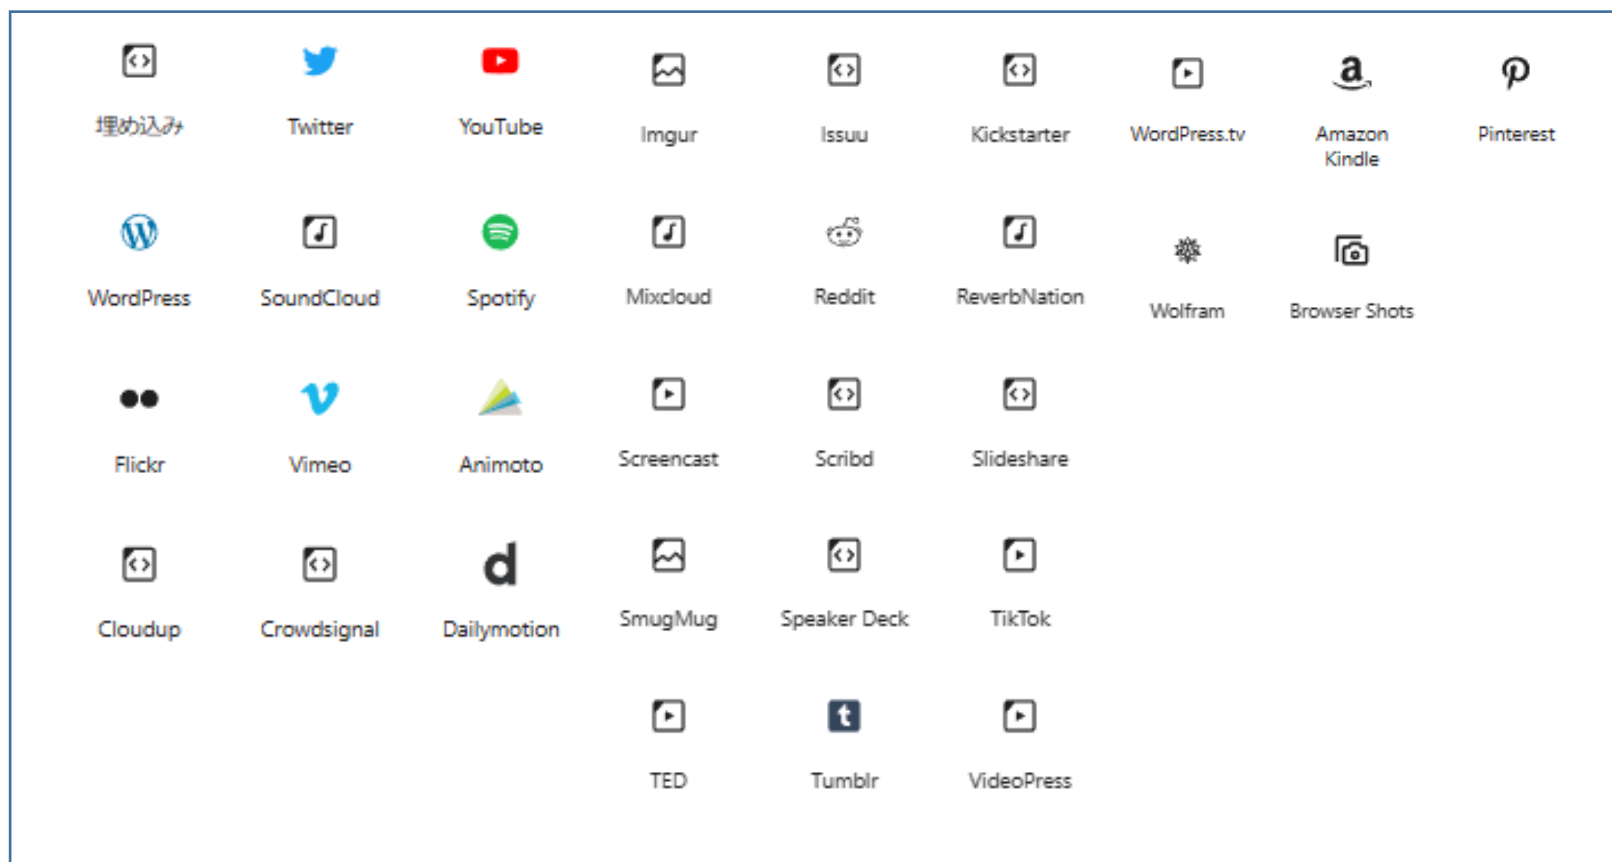 埋め込み
Twitter
YouTube
Imgur
Issuu
Kickstarter
WordPress.tv
Amazon
Kindle
Pinterest
WordPress
SoundCloud
Spotify
Mixcloud
Reddit
ReverbNation
Wolfram
Browser Shots
Flickr
Vimeo
Animoto
Screencast
Scribd
Slideshare
Cloudup
Crowdsignal
Dailymotion
SmugMug
Speaker Deck
TikTok
TED
Tumblr
VideoPress